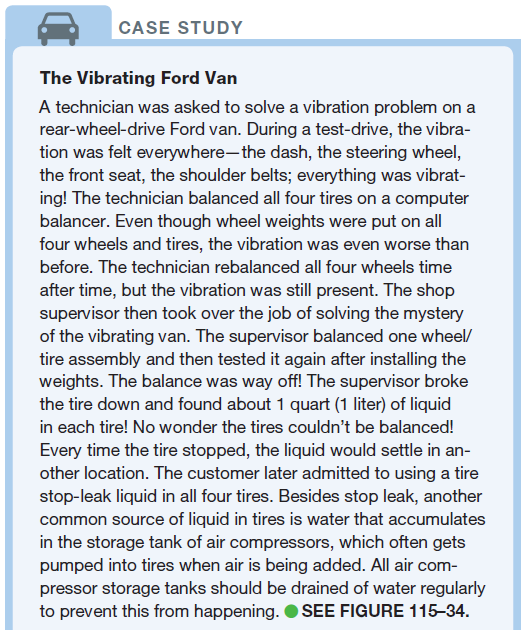 CASE STUDY
The Vibrating Ford Van
A technician was asked to solve a vibration problem on a
rear-wheel-drive Ford van. During a test-drive, the vibra-
tion was felt everywhere—the dash, the steering wheel,
the front seat, the shoulder belts; everything was vibrat-
ing! The technician balanced all four tires on a computer
balancer. Even though wheel weights were put on all
four wheels and tires, the vibration was even worse than
before. The technician rebalanced all four wheels time
after time, but the vibration was still present. The shop
supervisor then took over the job of solving the mystery
of the vibrating van. The supervisor balanced one wheel/
tire assembly and then tested it again after installing the
weights. The balance was way off! The supervisor broke
the tire down and found about 1 quart (1 liter) of liquid
in each tire! No wonder the tires couldn’t be balanced!
Every time the tire stopped, the liquid would settle in an-
other location. The customer later admitted to using a tire
stop-leak liquid in all four tires. Besides stop leak, another
common source of liquid in tires is water that accumulates
in the storage tank of air compressors, which often gets
pumped into tires when air is being added. All air com-
pressor storage tanks should be drained of water regularly
to prevent this from happening. ● SEE FIGURE 115–34.